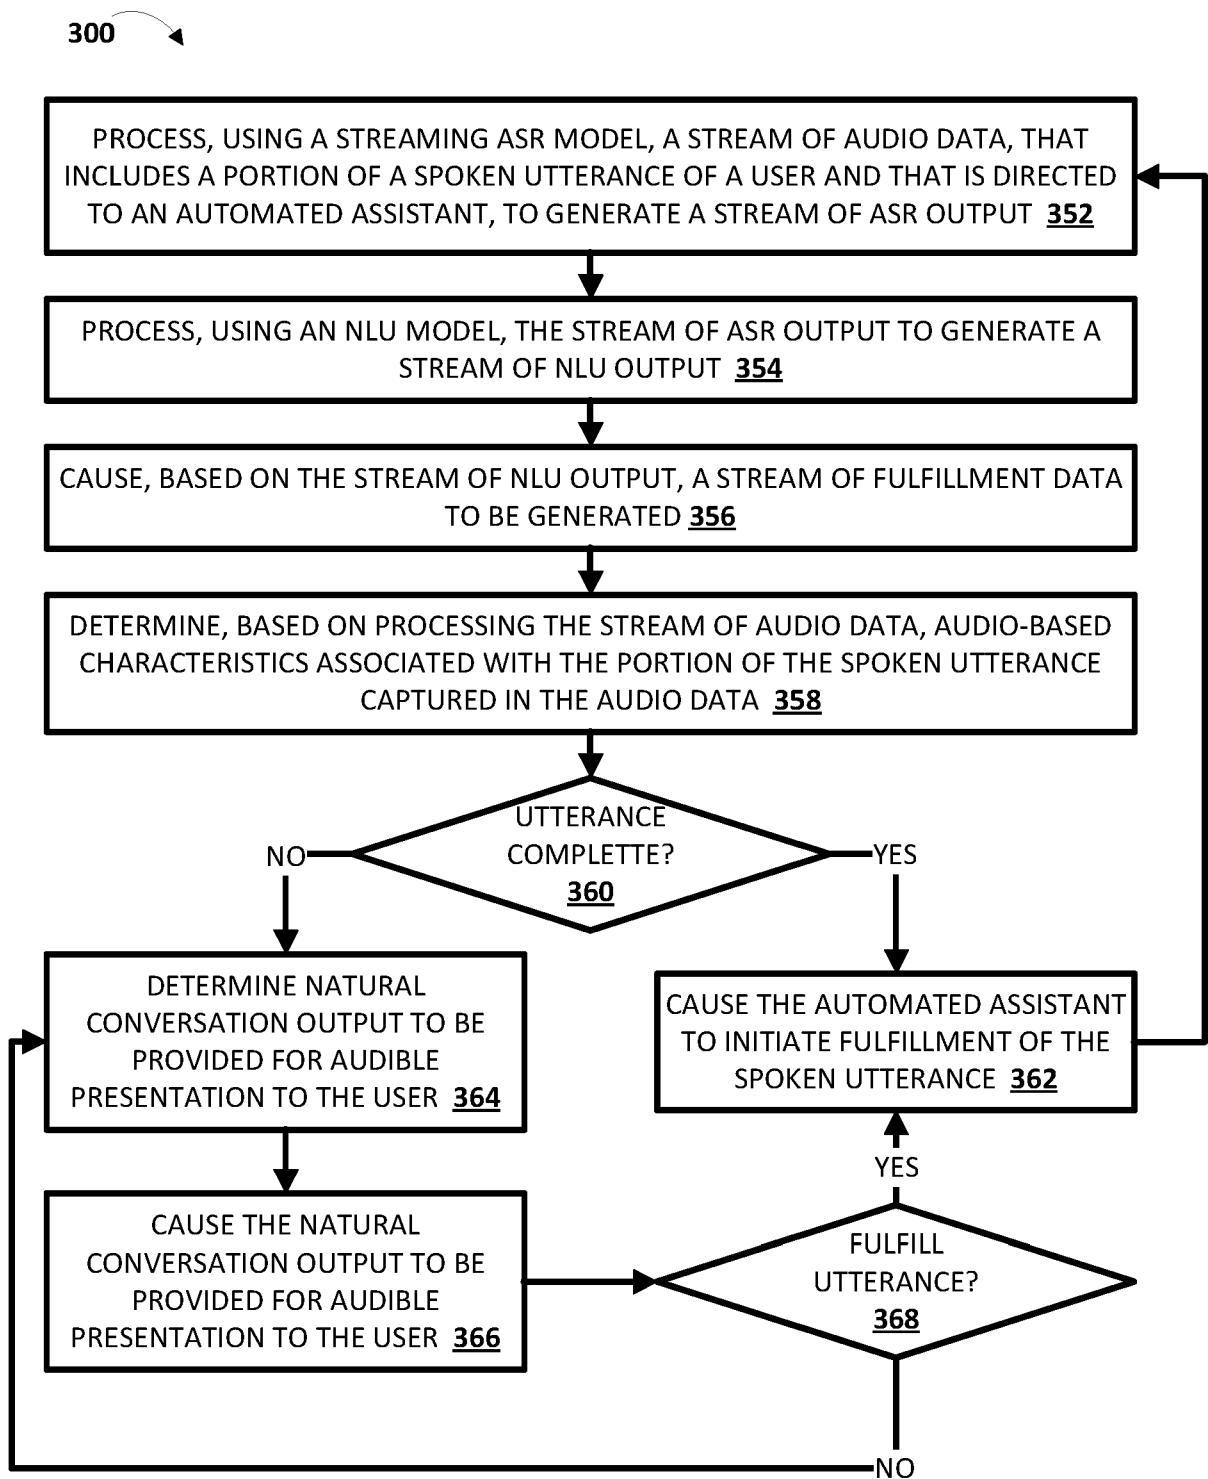 300
PROCESS, USING A STREAMING ASR MODEL, A STREAM OF AUDIO DATA, THAT
INCLUDES A PORTION OF A SPOKEN UTTERANCE OF A USER AND THAT IS DIRECTED
TO AN AUTOMATED ASSISTANT, TO GENERATE A STREAM OF ASR OUTPUT 352
PROCESS, USING AN NLU MODEL, THE STREAM OF ASR OUTPUT TO GENERATE A
STREAM OF NLU OUTPUT 354
CAUSE, BASED ON THE STREAM OF NLU OUTPUT, A STREAM OF FULFILLMENT DATA
TO BE GENERATED 356
DETERMINE, BASED ON PROCESSING THE STREAM OF AUDIO DATA, AUDIO-BASED
CHARACTERISTICS ASSOCIATED WITH THE PORTION OF THE SPOKEN UTTERANCE
CAPTURED IN THE AUDIO DATA 358
UTTERANCE
COMPLETTE?
360
NO
YES
DETERMINE NATURAL
CONVERSATION OUTPUT TO BE
PROVIDED FOR AUDIBLE
PRESENTATION TO THE USER 364
CAUSE THE AUTOMATED ASSISTANT
TO INITIATE FULFILLMENT OF THE
SPOKEN UTTERANCE 362
YES
CAUSE THE NATURAL
CONVERSATION OUTPUT TO BE
PROVIDED FOR AUDIBLE
PRESENTATION TO THE USER 366
FULFILL
UTTERANCE?
368
NO